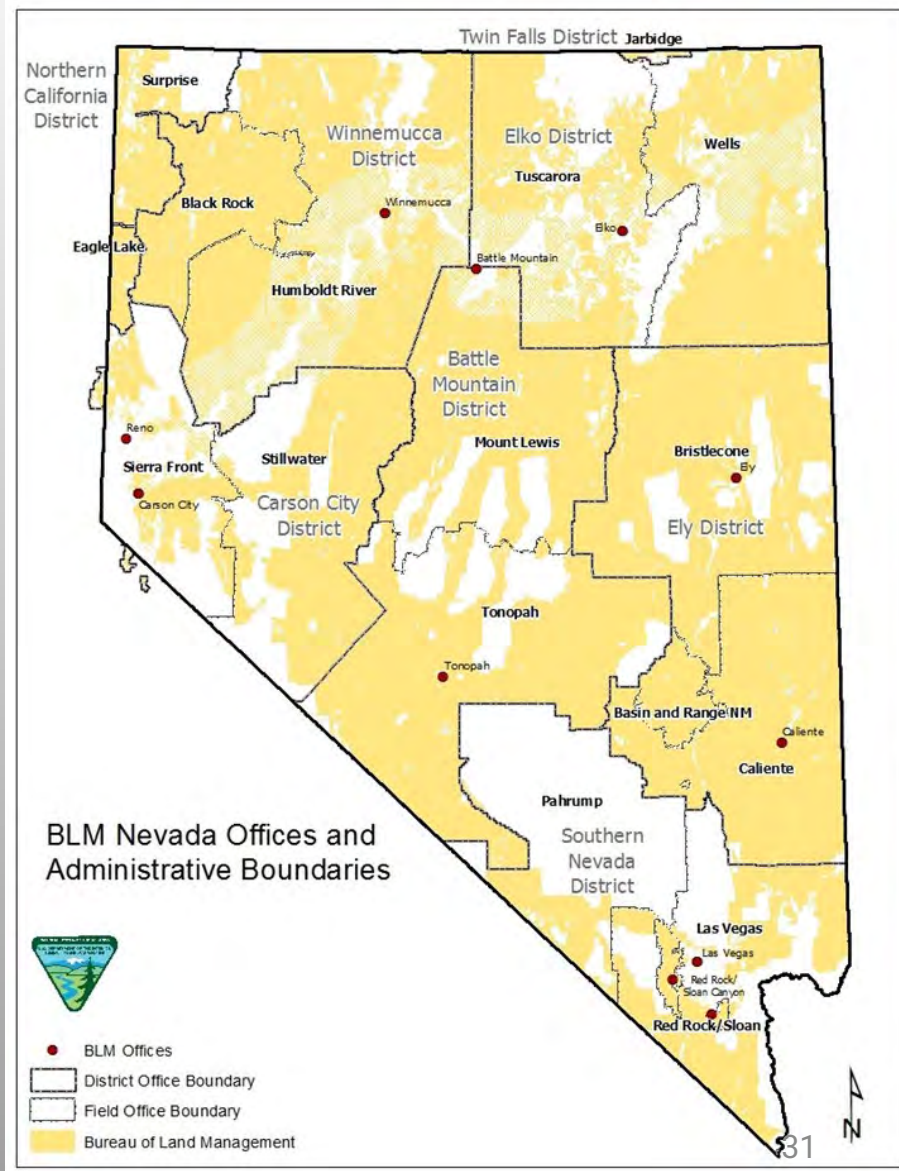 Twin Falls District
Jarbidge
Northern
California
District
Surprise
Winnemucca
District
Elko District
Wells
Tuscarora
Black Rock
Winnemucca
Elko
Eagle Lake
Battle Mountain
Humboldt River
Battle
Mountain
District
Reno
Sierra Front
Stillwater
Mount Lewis
Bristlecone
Ely
Carson City
Carson City
District
Ely District
Tonopah
Tonopah
Basin and Range NM
Caliente
Caliente
Pahrump
BLM Nevada Offices and
Administrative Boundaries
Southern
Nevada
District
Las Vegas
Las Vegas
Red Rock/
Sloan Canyon
Red Rock/Sloan
BLM Offices
District Office Boundary
Field Office Boundary
Bureau of Land Management
N
31